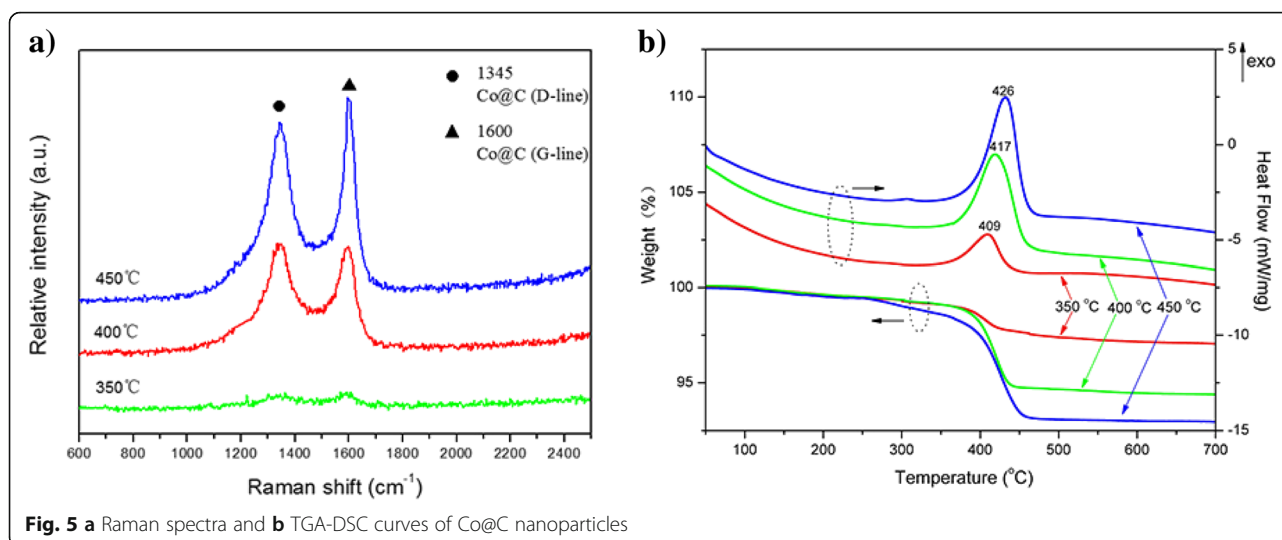 a)
● 1345
Co@C (D-line)
▲ 1600
Co@C (G-line)
450℃
400℃
350℃
Relative intensity (a.u.)
600 800 1000 1200 1400 1600 1800 2000 2200 2400
Raman shift (cm⁻¹)
b)
exo
426
417
409
350 °C
400 °C
450 °C
110
105
100
95
Weight (%)
5
0
-5
-10
-15
Heat Flow (mW/mg)
100 200 300 400 500 600 700
Temperature (°C)
Fig. 5 a Raman spectra and b TGA-DSC curves of Co@C nanoparticles